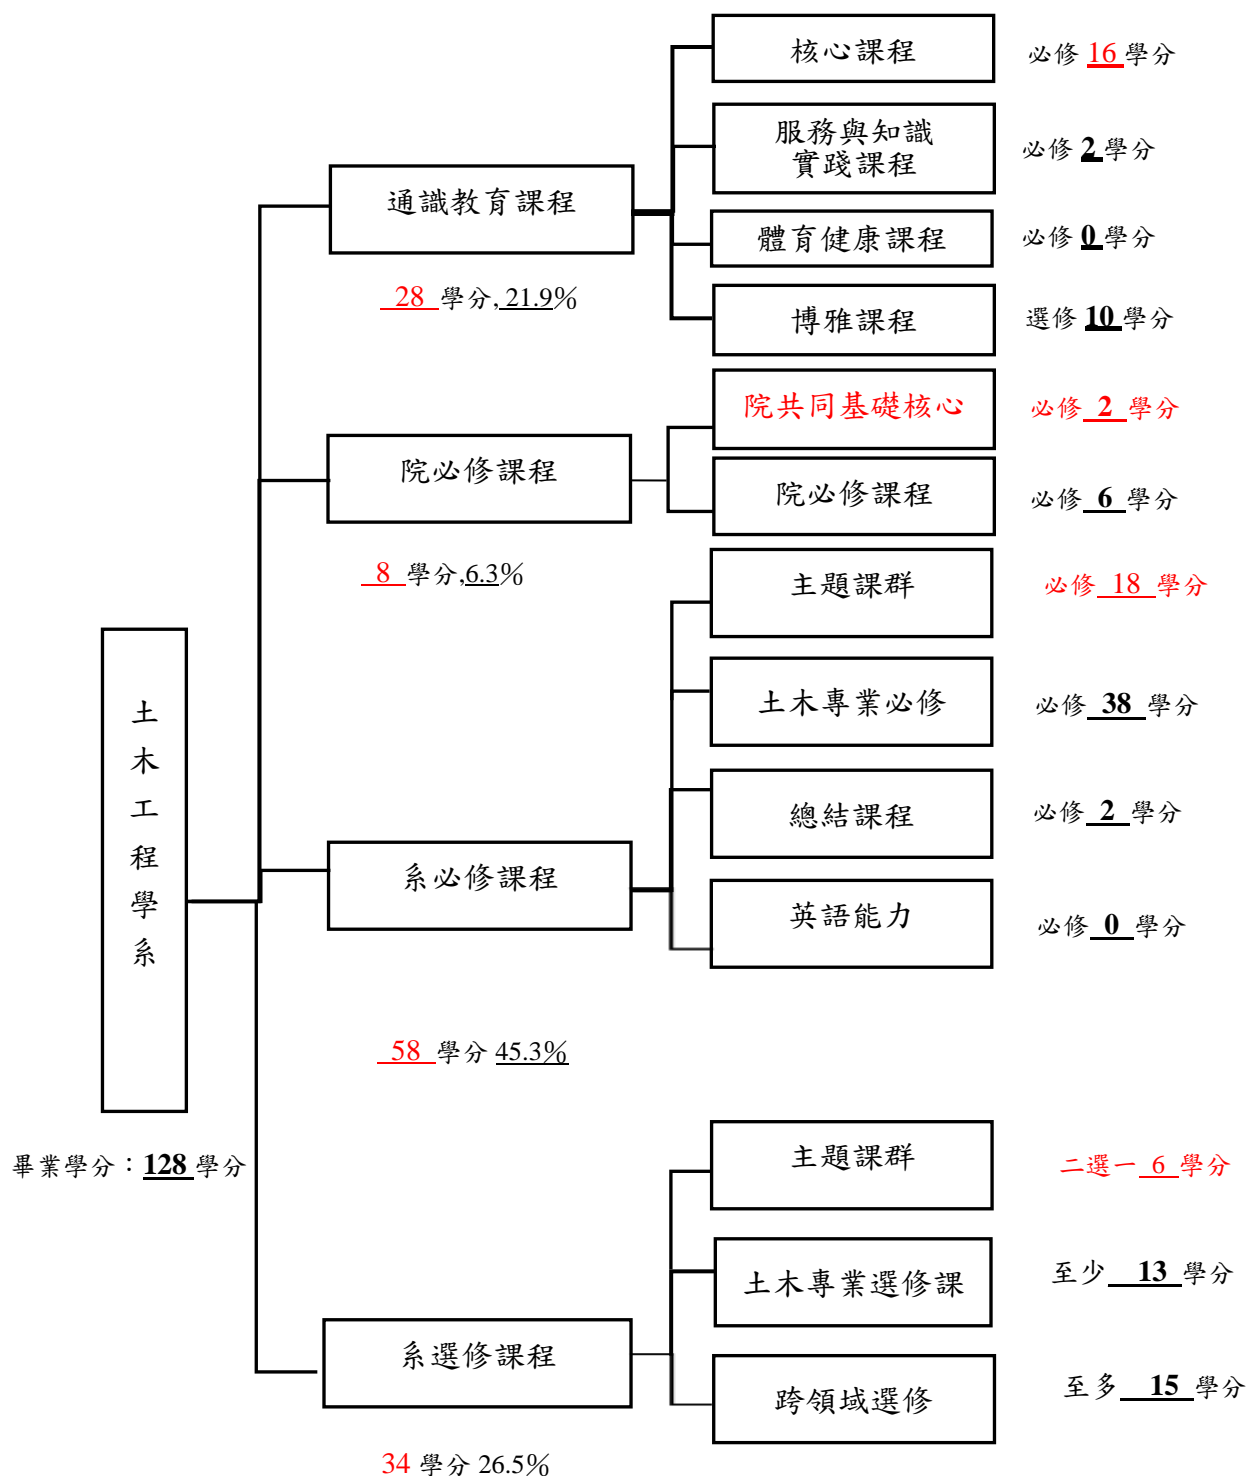 核心課程
必修 16 學分
服務與知識
實踐課程
必修 2 學分
通識教育課程
體育健康課程
必修 0 學分
28 學分, 21.9%
博雅課程
選修 10 學分
院共同基礎核心
必修 2 學分
院必修課程
院必修課程
必修 6 學分
8 學分,6.3%
主題課群
必修 18 學分
土木專業必修
必修 38 學分
總結課程
必修 2 學分
系必修課程
英語能力
必修 0 學分
58 學分 45.3%
土
木
工
程
學
系
畢業學分：128 學分
主題課群
二選一 6 學分
土木專業選修課
至少 13 學分
系選修課程
跨領域選修
至多 15 學分
34 學分 26.5%